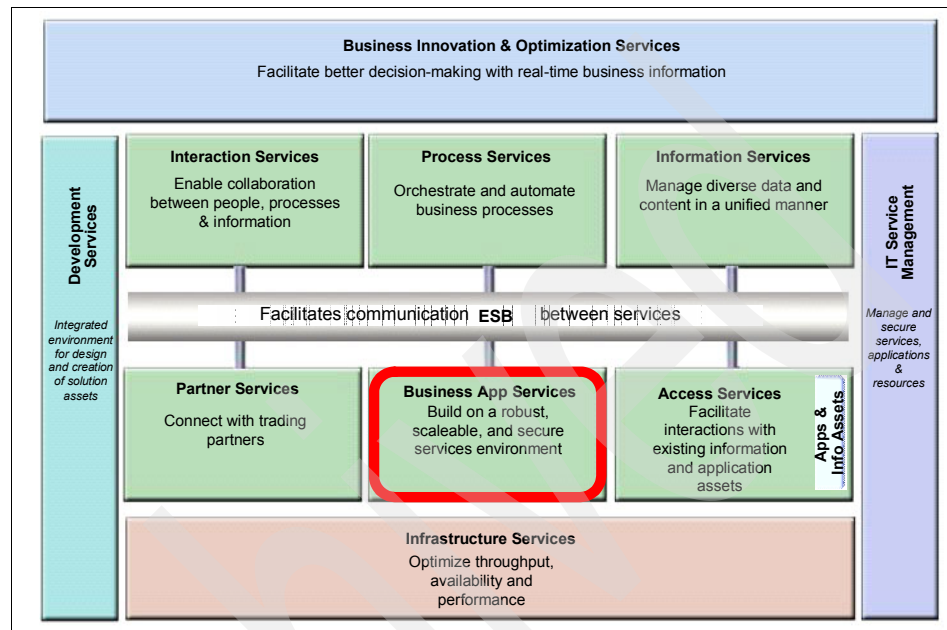 Business Innovation & Optimization Services
Facilitate better decision-making with real-time business information
Development
Services
Integrated
environment
for design
and creation
of solution
assets
Interaction Services
Enable collaboration
between people, processes
& information
Process Services
Orchestrate and automate
business processes
Information Services
Manage diverse data and
content in a unified manner
IT Service
Management
Manage and
secure
services,
applications
&
resources
Facilitates communication ESB between services
Partner Services
Connect with trading
partners
Business App Services
Build on a robust,
scaleable, and secure
services environment
Access Services
Facilitate
interactions with
existing information
and application
assets
Apps &
Info Assets
Infrastructure Services
Optimize throughput,
availability and
performance